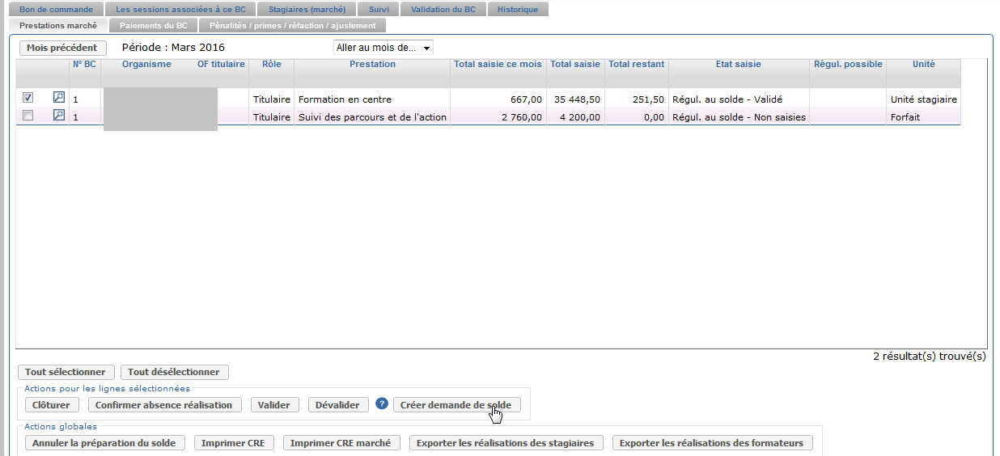 Bon de commande Les sessions associées à ce BC Stagiaires (marché) Suivi Validation du BC Historique
Prestations marché Paiements du BC Pénalités / primes / réfaction / ajustement
Mois précédent Période : Mars 2016 Aller au mois de...
N° BC Organisme OF titulaire Rôle Prestation Total saisie ce mois Total saisie Total restant Etat saisie Régul. possible Unité
1 Titulaire Formation en centre 667,00 35 448,50 251,50 Régul. au solde - Validé Unité stagiaire
1 Titulaire Suivi des parcours et de l'action 2 760,00 4 200,00 0,00 Régul. au solde - Non saisies Forfait
2 résultat(s) trouvé(s)
Tout sélectionner Tout désélectionner
Actions pour les lignes sélectionnées
Clôturer Confirmer absence réalisation Valider Dévalider ? Créer demande de solde
Actions globales
Annuler la préparation du solde Imprimer CRE Imprimer CRE marché Exporter les réalisations des stagiaires Exporter les réalisations des formateurs